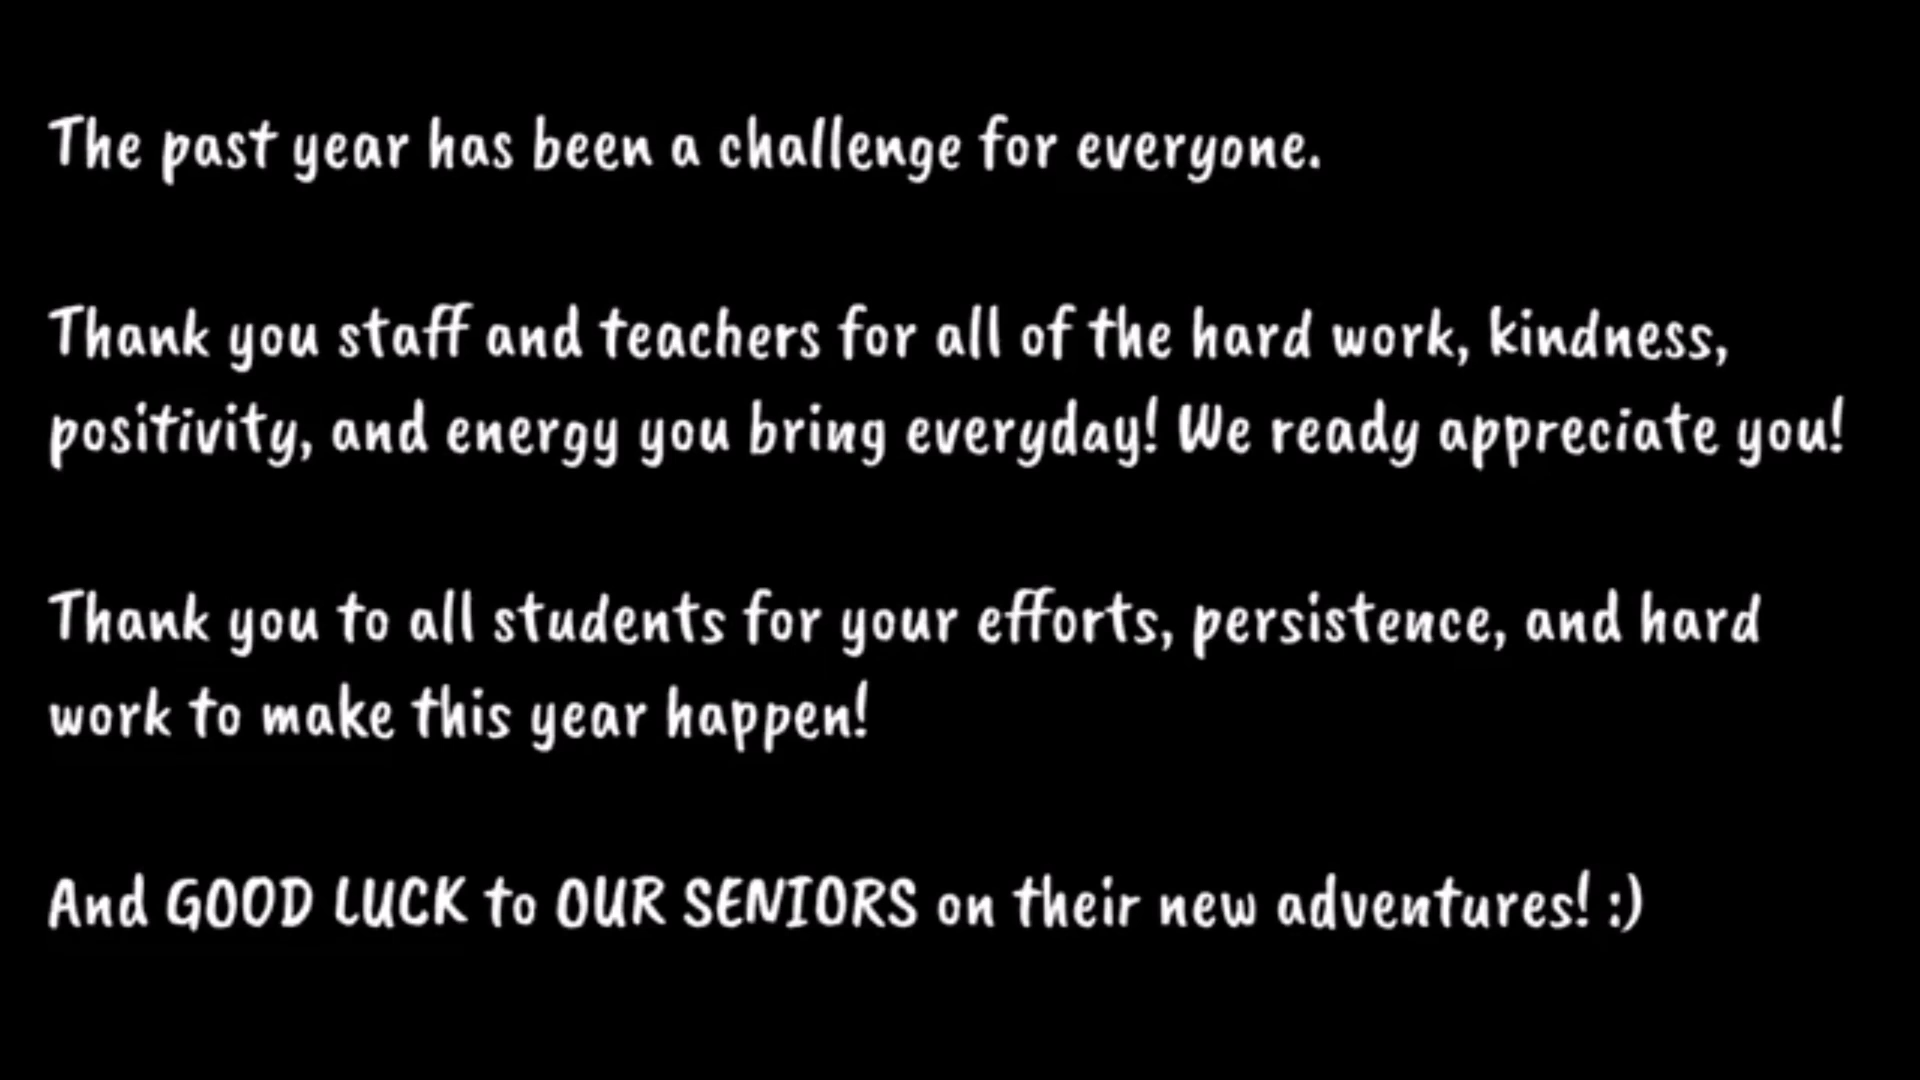 The past year has been a challenge for everyone.
Thank you staff and teachers for all of the hard work, kindness,
positivity, and energy you bring everyday! We ready appreciate you!
Thank you to all students for your efforts, persistence, and hard
work to make this year happen!
And GOOD LUCK to OUR SENIORS on their new adventures! :)